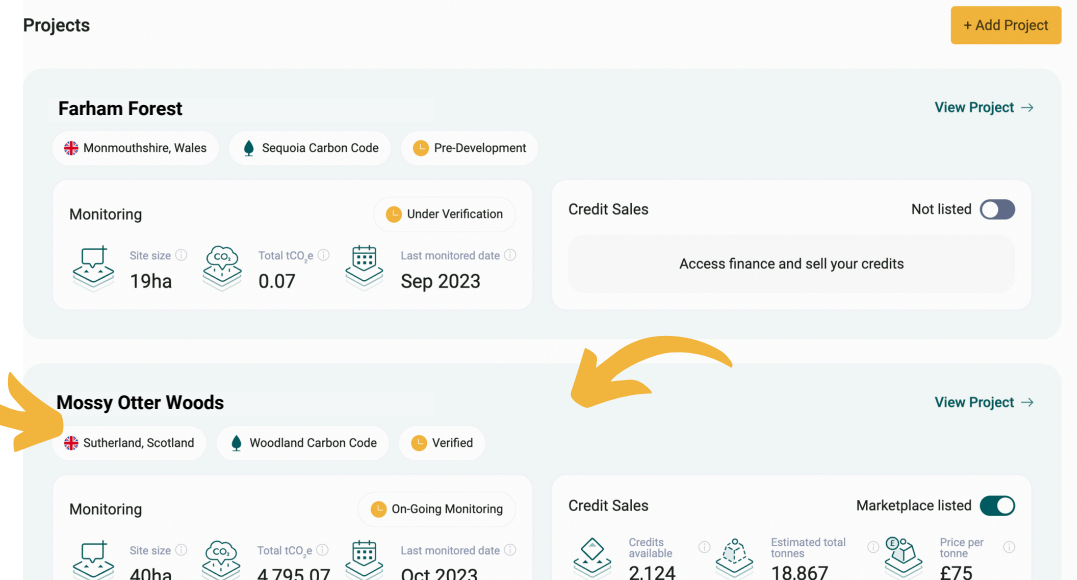 Projects
+ Add Project
Farham Forest
View Project →
Monmouthshire, Wales
Sequoia Carbon Code
Pre-Development
Monitoring
Under Verification
Site size
19ha
CO₂
Total tCO₂e
0.07
Last monitored date
Sep 2023
Credit Sales
Not listed
Access finance and sell your credits
Mossy Otter Woods
View Project →
Sutherland, Scotland
Woodland Carbon Code
Verified
Monitoring
On-Going Monitoring
Site size
40ha
CO₂
Total tCO₂e
4,795.07
Last monitored date
Oct 2023
Credit Sales
Marketplace listed
Credits
available
2,124
Estimated total
tonnes
18,867
£
Price per
tonne
£75